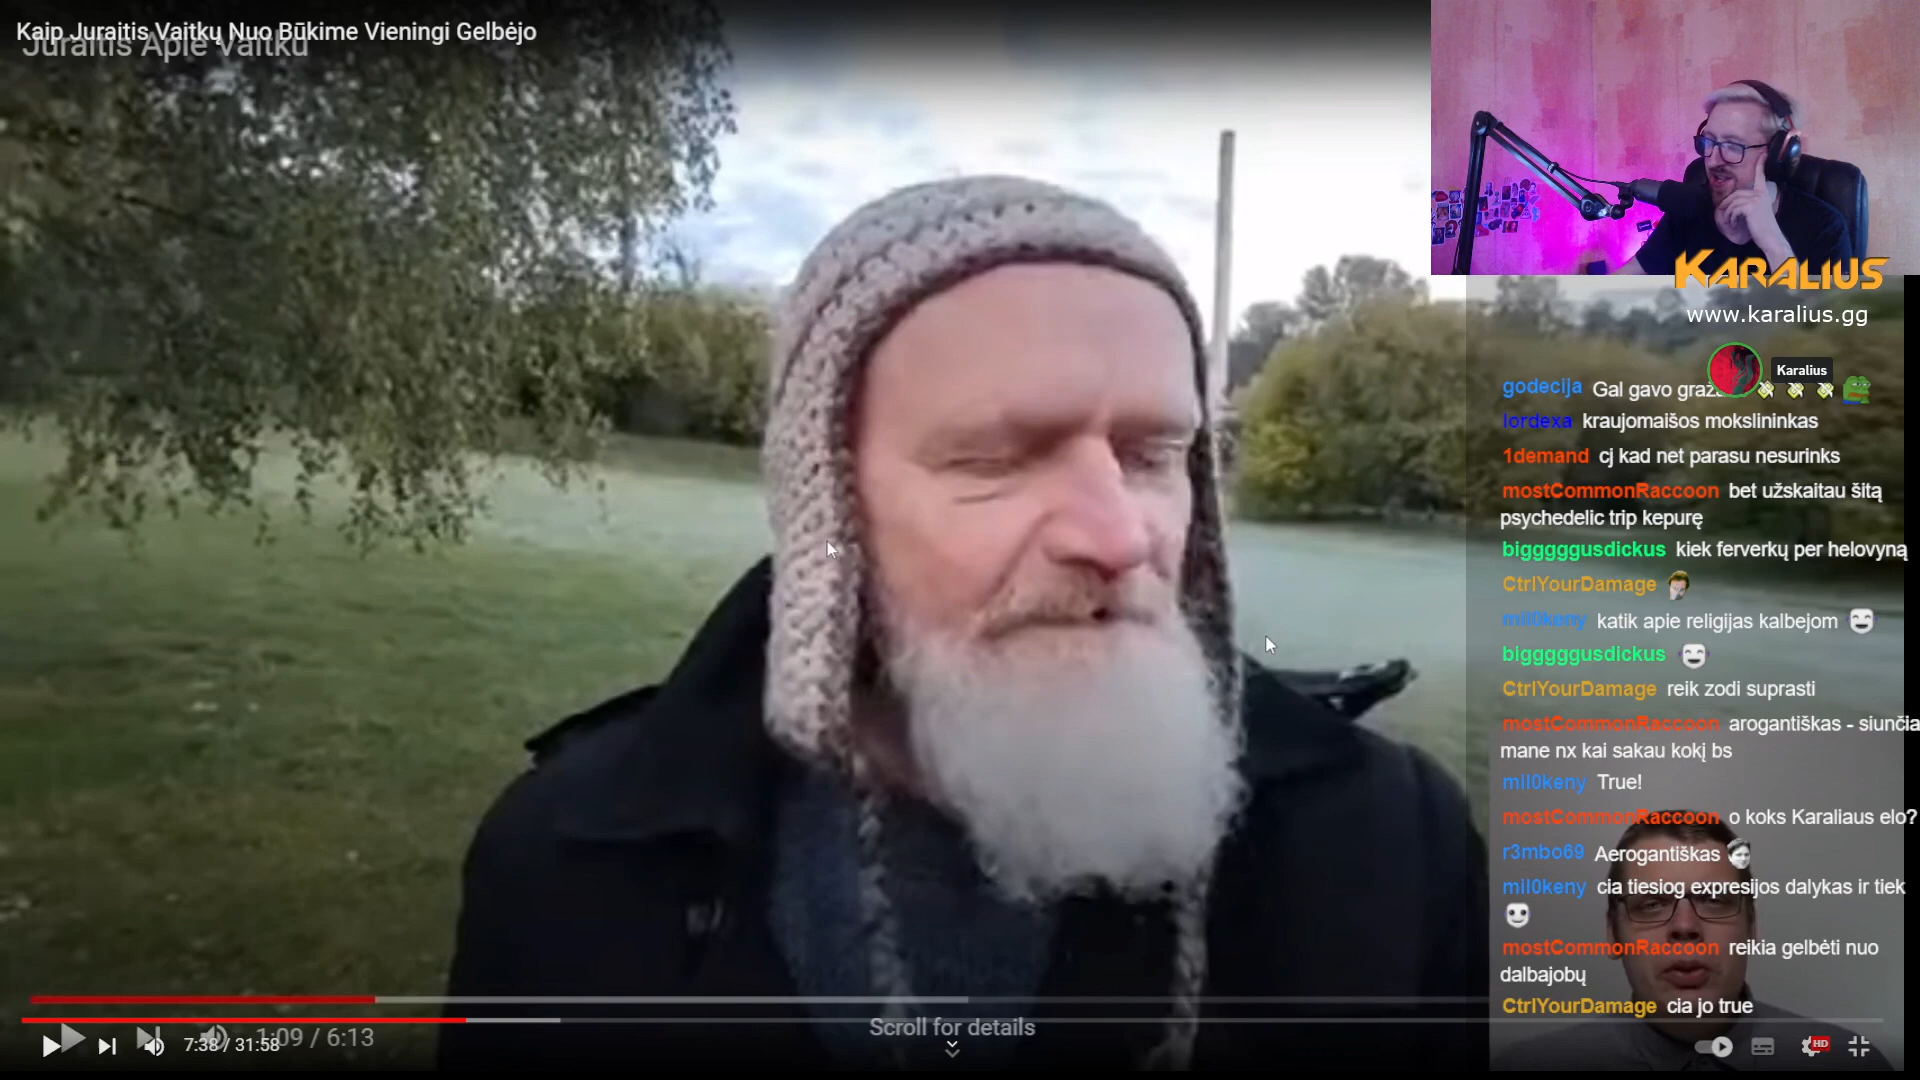 Kaip Juraitis Vaitkų Nuo Būkime Vieningi Gelbėjo
Juraitis Apie Vaitkų
KARALIUS
www.karalius.gg
Karalius
godecija Gal gavo graž
lordexa kraujomaišos mokslininkas
1demand cj kad net parasu nesurinks
mostCommonRaccoon bet užskaitau šitą
psychedelic trip kepurę
bigggggusdickus kiek ferverkų per helovyną
CtrlYourDamage
mil0keny katik apie religijas kalbejom
bigggggusdickus
CtrlYourDamage reik zodi suprasti
mostCommonRaccoon arogantiškas - siunčia
mane nx kai sakau kokį bs
mil0keny True!
mostCommonRaccoon o koks Karaliaus elo?
r3mbo69 Aerogantiškas
mil0keny cia tiesiog expresijos dalykas ir tiek
mostCommonRaccoon reikia gelbėti nuo
dalbajobų
CtrlYourDamage cia jo true
Scroll for details
1:09 / 6:13
7:38 / 31:58
HD